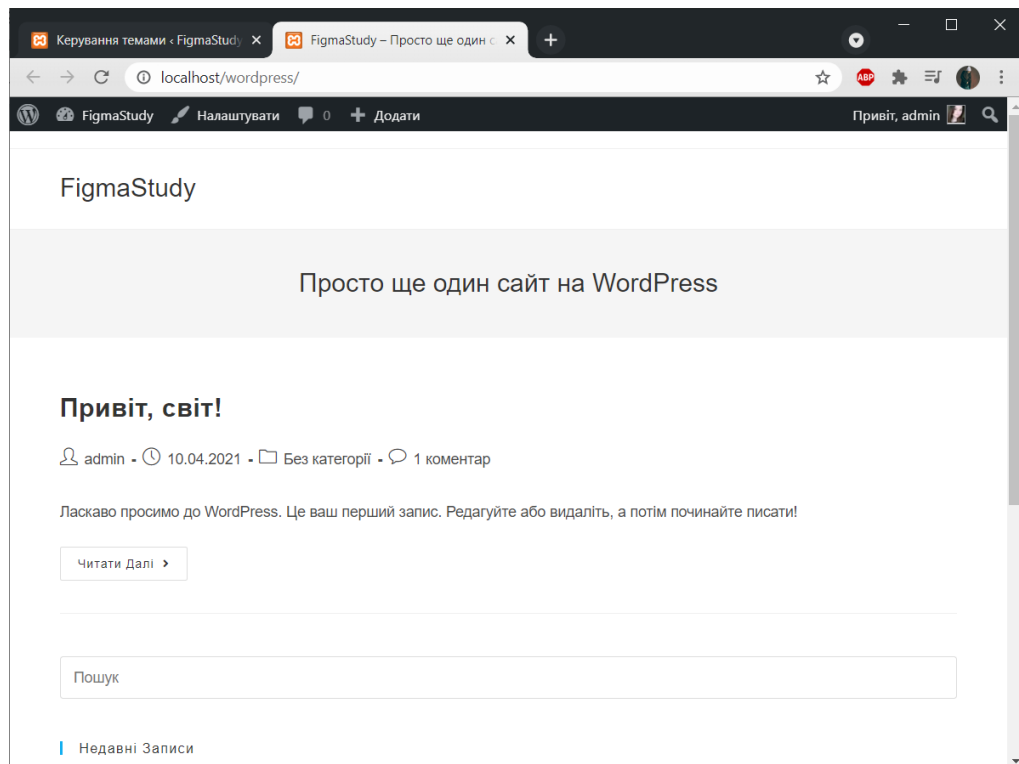 Керування темами ‹ FigmaStudy
FigmaStudy – Просто ще один с
localhost/wordpress/
ABP
FigmaStudy Налаштувати 0 Додати Привіт, admin
FigmaStudy
Просто ще один сайт на WordPress
Привіт, світ!
admin - 10.04.2021 - Без категорії - 1 коментар
Ласкаво просимо до WordPress. Це ваш перший запис. Редагуйте або видаліть, а потім починайте писати!
Читати Далі >
Пошук
Недавні Записи